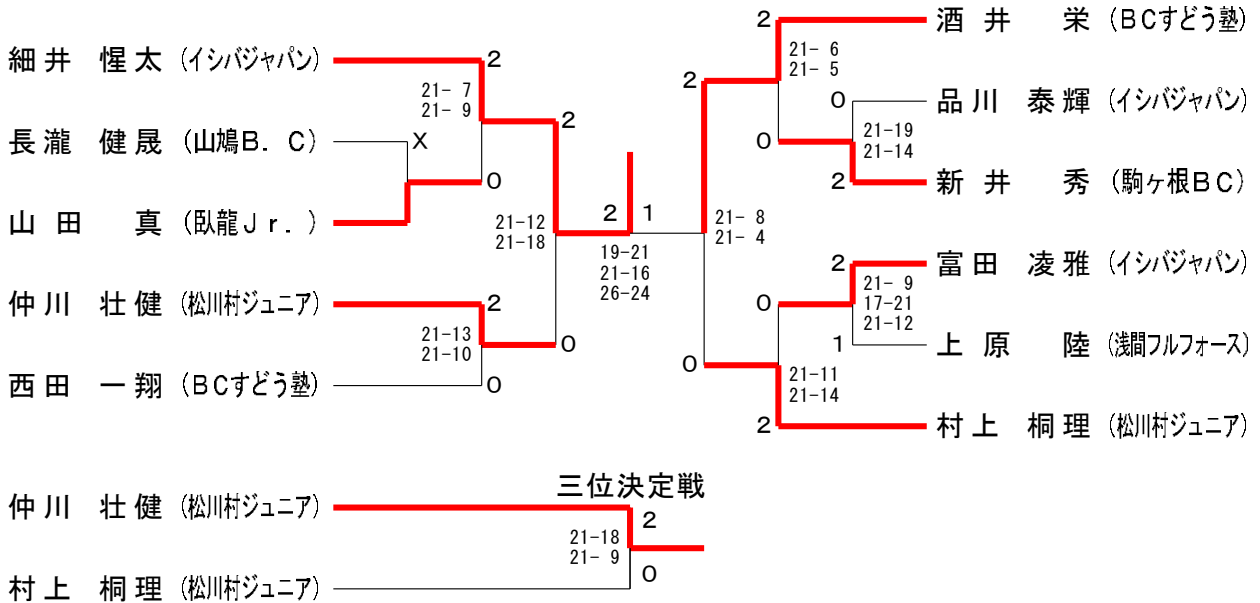 細井 惺太 (イシバジャパン)
2
21- 7
21- 9
長瀧 健晟 (山鳩B.C)
X
2
0
山田 真 (臥龍Jr.)
21-12
21-18
仲川 壮健 (松川村ジュニア)
2
21-13
21-10
0
西田 一翔 (BCすどう塾)
0
2
1
19-21
21-16
26-24
2
酒井 栄 (BCすどう塾)
21- 6
21- 5
2
0
品川 泰輝 (イシバジャパン)
0
21-19
21-14
2
新井 秀 (駒ヶ根BC)
21- 8
21- 4
2
富田 凌雅 (イシバジャパン)
0
21- 9
17-21
21-12
1
上原 陸 (浅間フルフォース)
0
21-11
21-14
2
村上 桐理 (松川村ジュニア)
三位決定戦
仲川 壮健 (松川村ジュニア)
2
21-18
21- 9
0
村上 桐理 (松川村ジュニア)